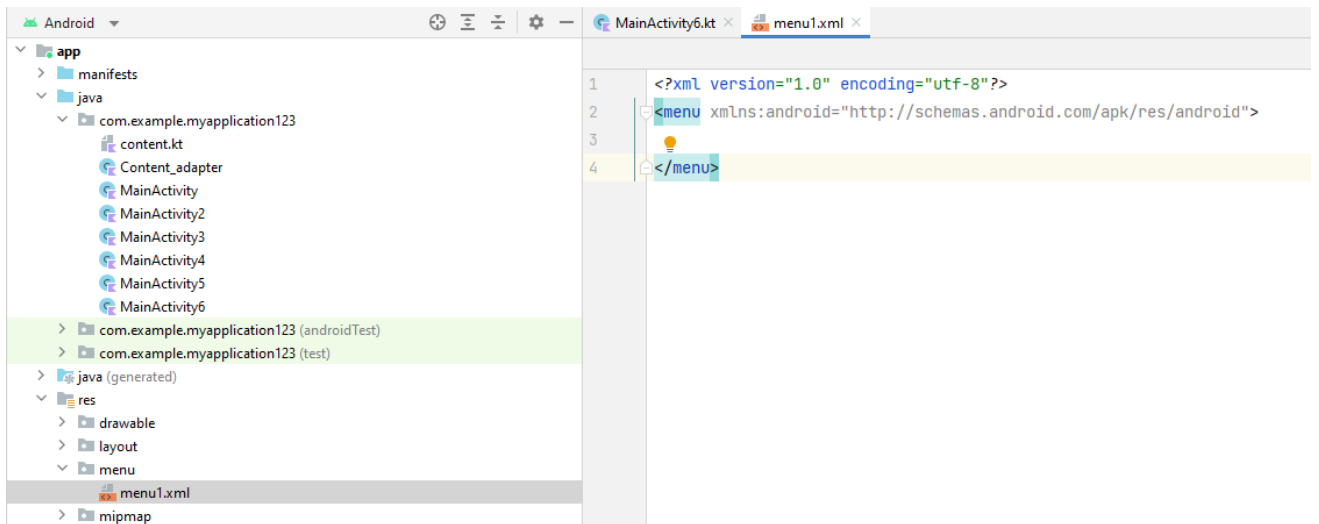 Android
app
manifests
java
com.example.myapplication123
content.kt
Content_adapter
MainActivity
MainActivity2
MainActivity3
MainActivity4
MainActivity5
MainActivity6
com.example.myapplication123 (androidTest)
com.example.myapplication123 (test)
java (generated)
res
drawable
layout
menu
menu1.xml
mipmap
MainActivity6.kt menu1.xml
1 <?xml version="1.0" encoding="utf-8"?>
2 <menu xmlns:android="http://schemas.android.com/apk/res/android">
3
4 </menu>